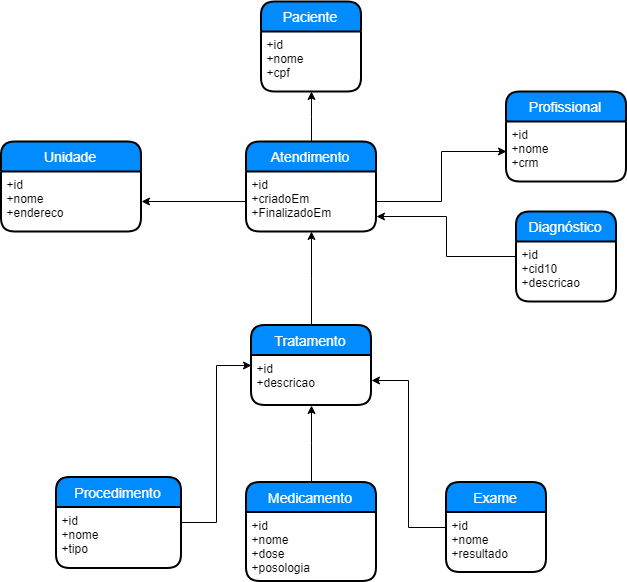 Paciente
+id
+nome
+cpf
Profissional
+id
+nome
+crm
Unidade
+id
+nome
+endereco
Atendimento
+id
+criadoEm
+FinalizadoEm
Diagnóstico
+id
+cid10
+descricao
Tratamento
+id
+descricao
Procedimento
+id
+nome
+tipo
Medicamento
+id
+nome
+dose
+posologia
Exame
+id
+nome
+resultado